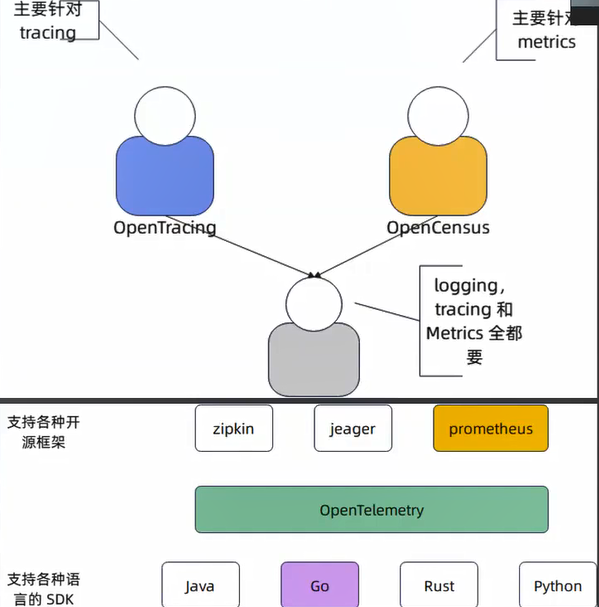 主要针对
tracing
主要针对
metrics
OpenTracing
OpenCensus
logging,
tracing 和
Metrics 全都
要
支持各种开
源框架
zipkin
jeager
prometheus
OpenTelemetry
支持各种语
言的 SDK
Java
Go
Rust
Python